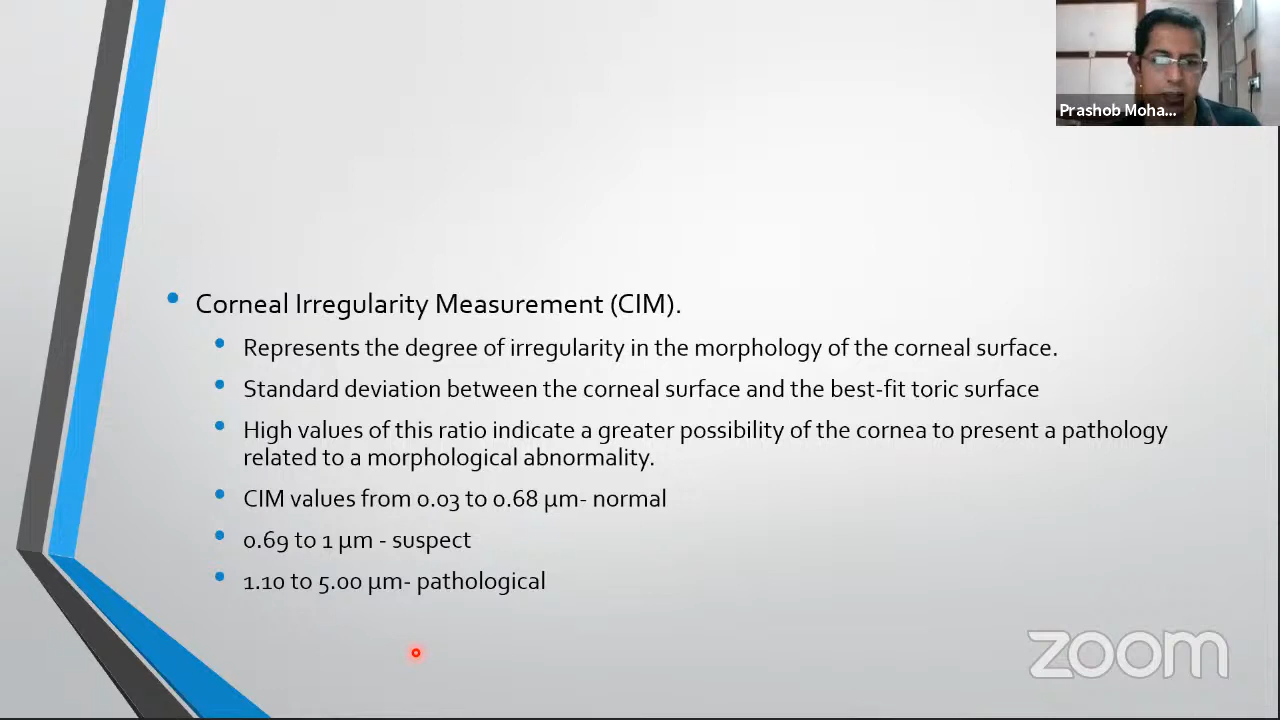 Prashob Moha...
Corneal Irregularity Measurement (CIM).
Represents the degree of irregularity in the morphology of the corneal surface.
Standard deviation between the corneal surface and the best-fit toric surface
High values of this ratio indicate a greater possibility of the cornea to present a pathology
related to a morphological abnormality.
CIM values from 0.03 to 0.68 µm- normal
0.69 to 1 µm - suspect
1.10 to 5.00 µm- pathological
zoom